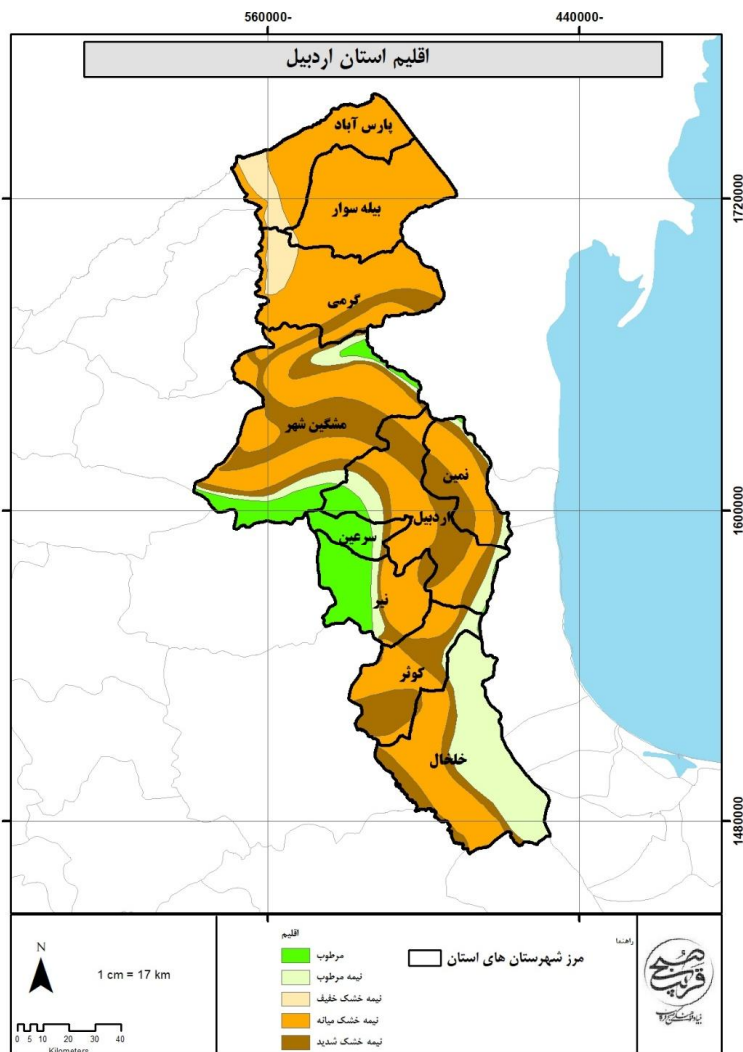 560000-
440000-
اقلیم استان اردبیل
پارس آباد
1720000
بیله سوار
گرمی
مشگین شهر
نمین
1600000
اردبیل
سرعین
نیر
کوثر
خلخال
1480000
N
1 cm = 17 km
0 5 10 20 30 40
Kilometers
اقلیم
مرطوب
نیمه مرطوب
نیمه خشک خفیف
نیمه خشک میانه
نیمه خشک شدید
مرز شهرستان های استان
راهنما
صبح
قریب